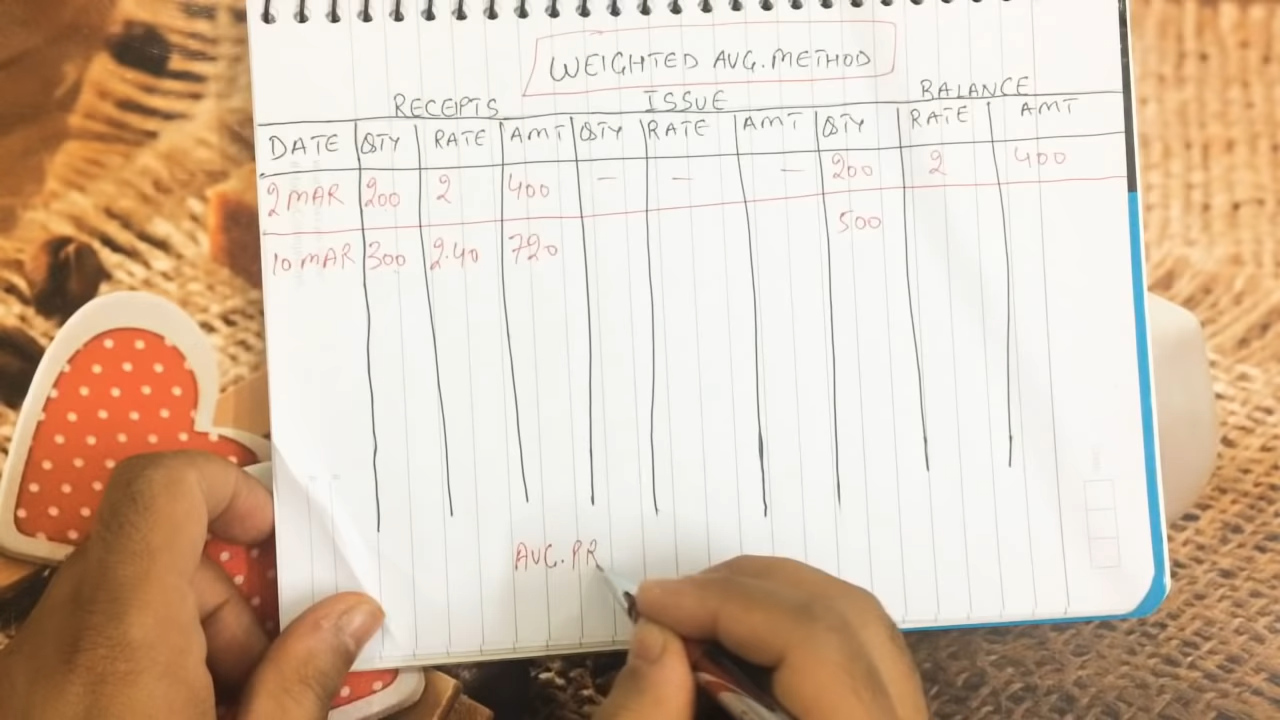 WEIGHTED AVG. METHOD
RECEIPTS ISSUE BALANCE
DATE QTY RATE AMT QTY RATE AMT QTY RATE AMT
2 MAR 200 2 400 — — — 200 2 400
10 MAR 300 2.40 720 500
AVG. PR